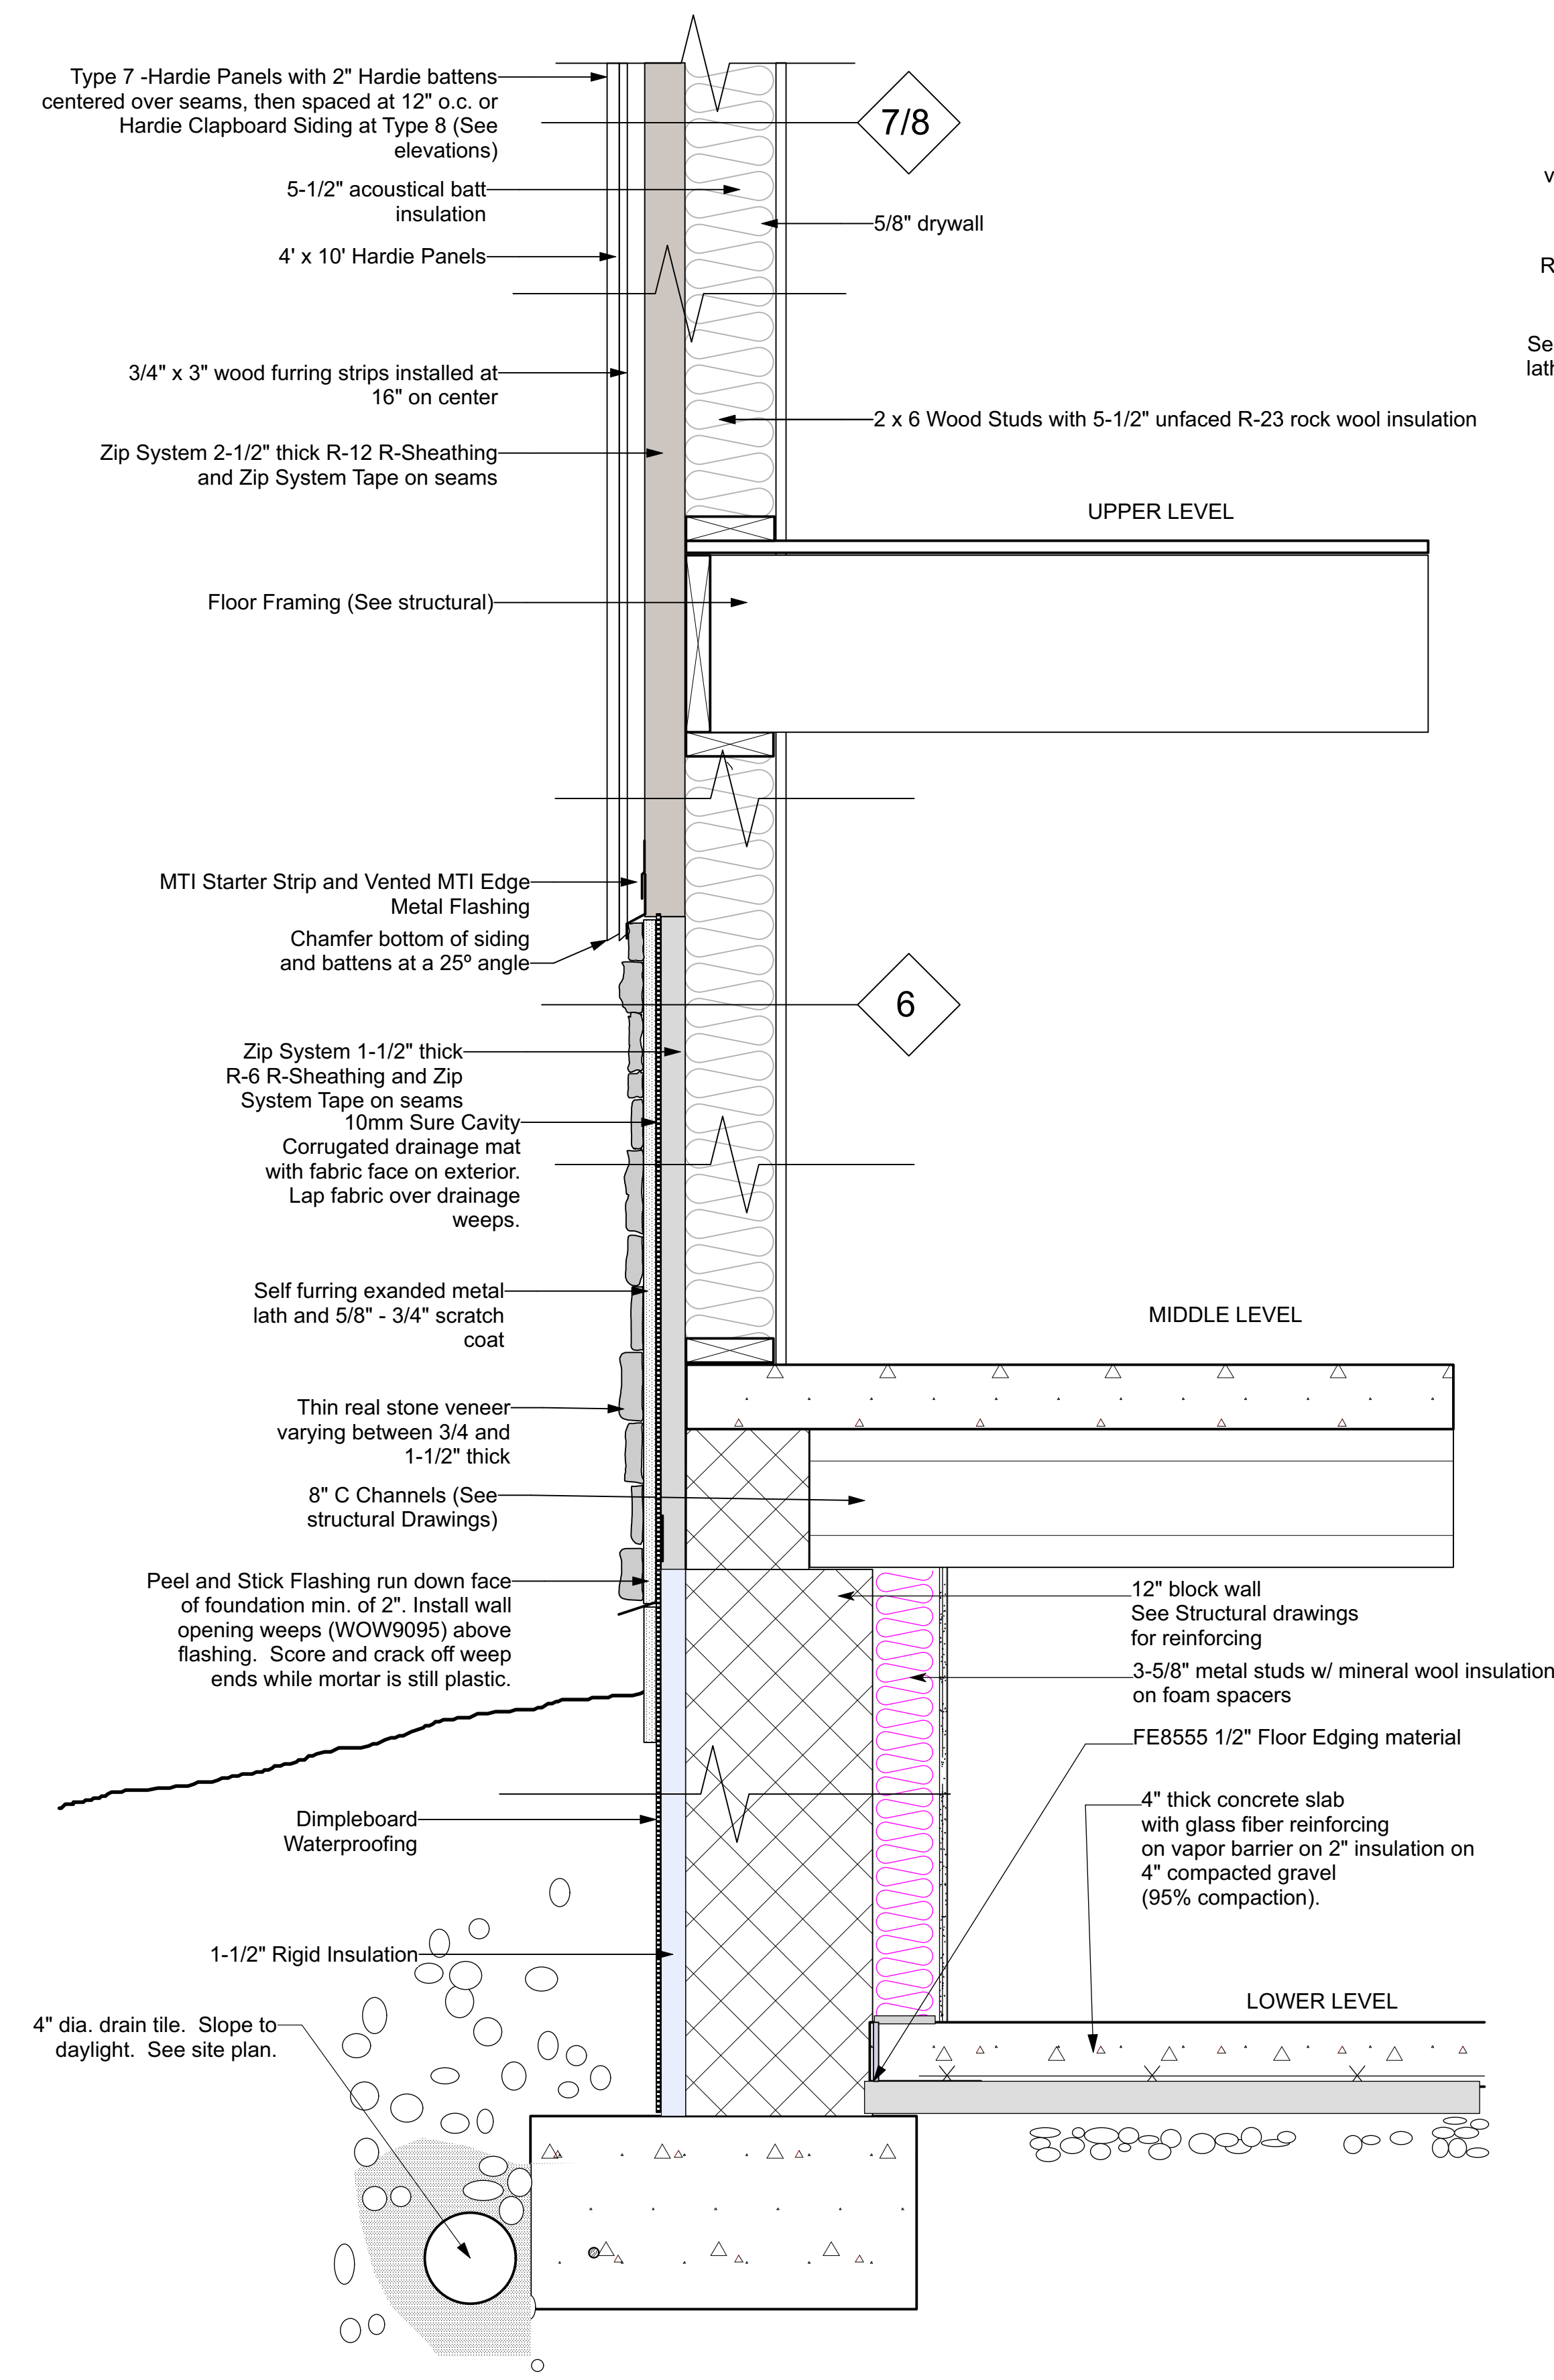 Type 7 -Hardie Panels with 2" Hardie battens
centered over seams, then spaced at 12" o.c. or
Hardie Clapboard Siding at Type 8 (See
elevations)
7/8
5-1/2" acoustical batt
insulation
5/8" drywall
4' x 10' Hardie Panels
3/4" x 3" wood furring strips installed at
16" on center
2 x 6 Wood Studs with 5-1/2" unfaced R-23 rock wool insulation
Zip System 2-1/2" thick R-12 R-Sheathing
and Zip System Tape on seams
UPPER LEVEL
Floor Framing (See structural)
MTI Starter Strip and Vented MTI Edge
Metal Flashing
Chamfer bottom of siding
and battens at a 25º angle
6
Zip System 1-1/2" thick
R-6 R-Sheathing and Zip
System Tape on seams
10mm Sure Cavity
Corrugated drainage mat
with fabric face on exterior.
Lap fabric over drainage
weeps.
Self furring exanded metal
lath and 5/8" - 3/4" scratch
coat
MIDDLE LEVEL
Thin real stone veneer
varying between 3/4 and
1-1/2" thick
8" C Channels (See
structural Drawings)
Peel and Stick Flashing run down face
of foundation min. of 2". Install wall
opening weeps (WOW9095) above
flashing. Score and crack off weep
ends while mortar is still plastic.
12" block wall
See Structural drawings
for reinforcing
3-5/8" metal studs w/ mineral wool insulation
on foam spacers
FE8555 1/2" Floor Edging material
4" thick concrete slab
with glass fiber reinforcing
on vapor barrier on 2" insulation on
4" compacted gravel
(95% compaction).
Dimpleboard
Waterproofing
1-1/2" Rigid Insulation
LOWER LEVEL
4" dia. drain tile. Slope to
daylight. See site plan.
v
R
Se
lath